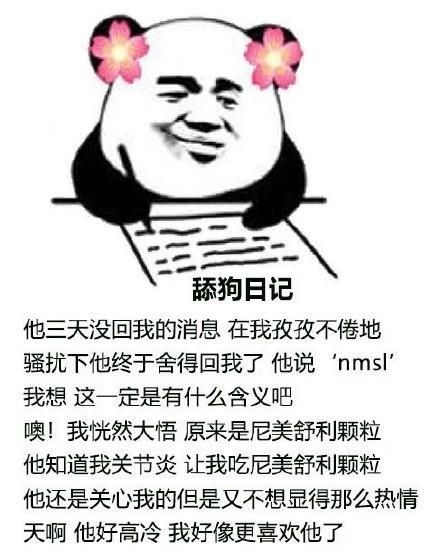 舔狗日记
他三天没回我的消息 在我孜孜不倦地
骚扰下他终于舍得回我了 他说‘nmsl’
我想 这一定是有什么含义吧
噢！我恍然大悟 原来是尼美舒利颗粒
他知道我关节炎 让我吃尼美舒利颗粒
他还是关心我的但是又不想显得那么热情
天啊 他好高冷 我好像更喜欢他了